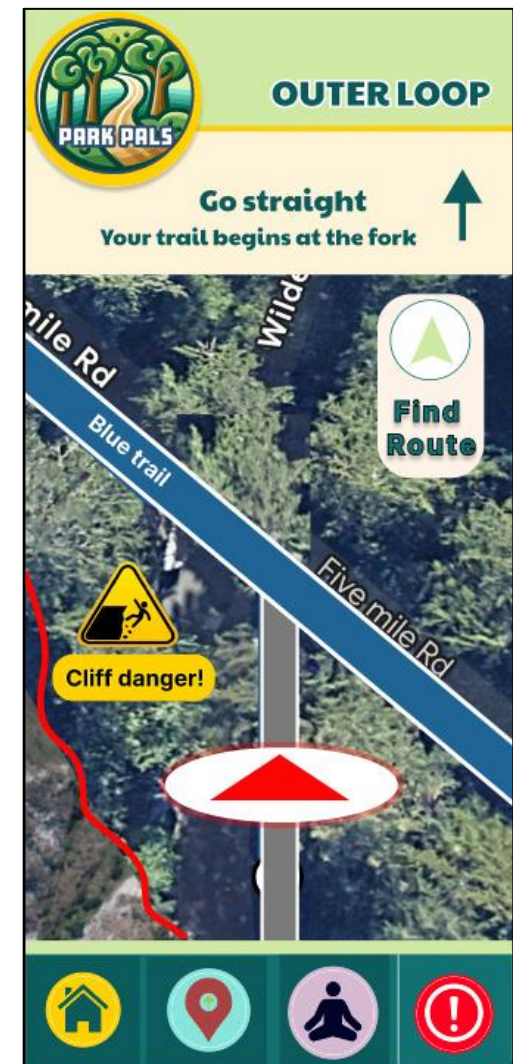 PARK PALS
OUTER LOOP
Go straight
Your trail begins at the fork
mile Rd
Wilde
Find
Route
Blue trail
Five mile Rd
Cliff danger!